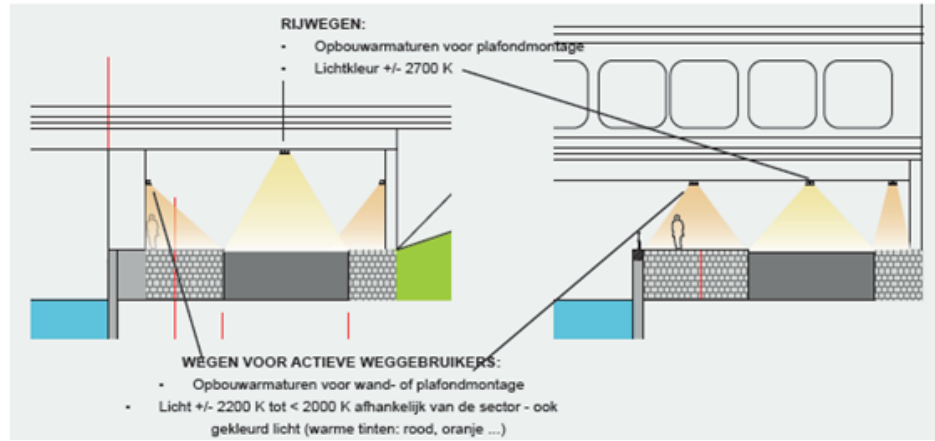 RIJWEGEN:
- Opbouwarmaturen voor plafondmontage
- Lichtkleur +/- 2700 K
WEGEN VOOR ACTIEVE WEGGEBRUIKERS:
- Opbouwarmaturen voor wand- of plafondmontage
- Licht +/- 2200 K tot < 2000 K afhankelijk van de sector - ook
gekleurd licht (warme tinten: rood, oranje ...)